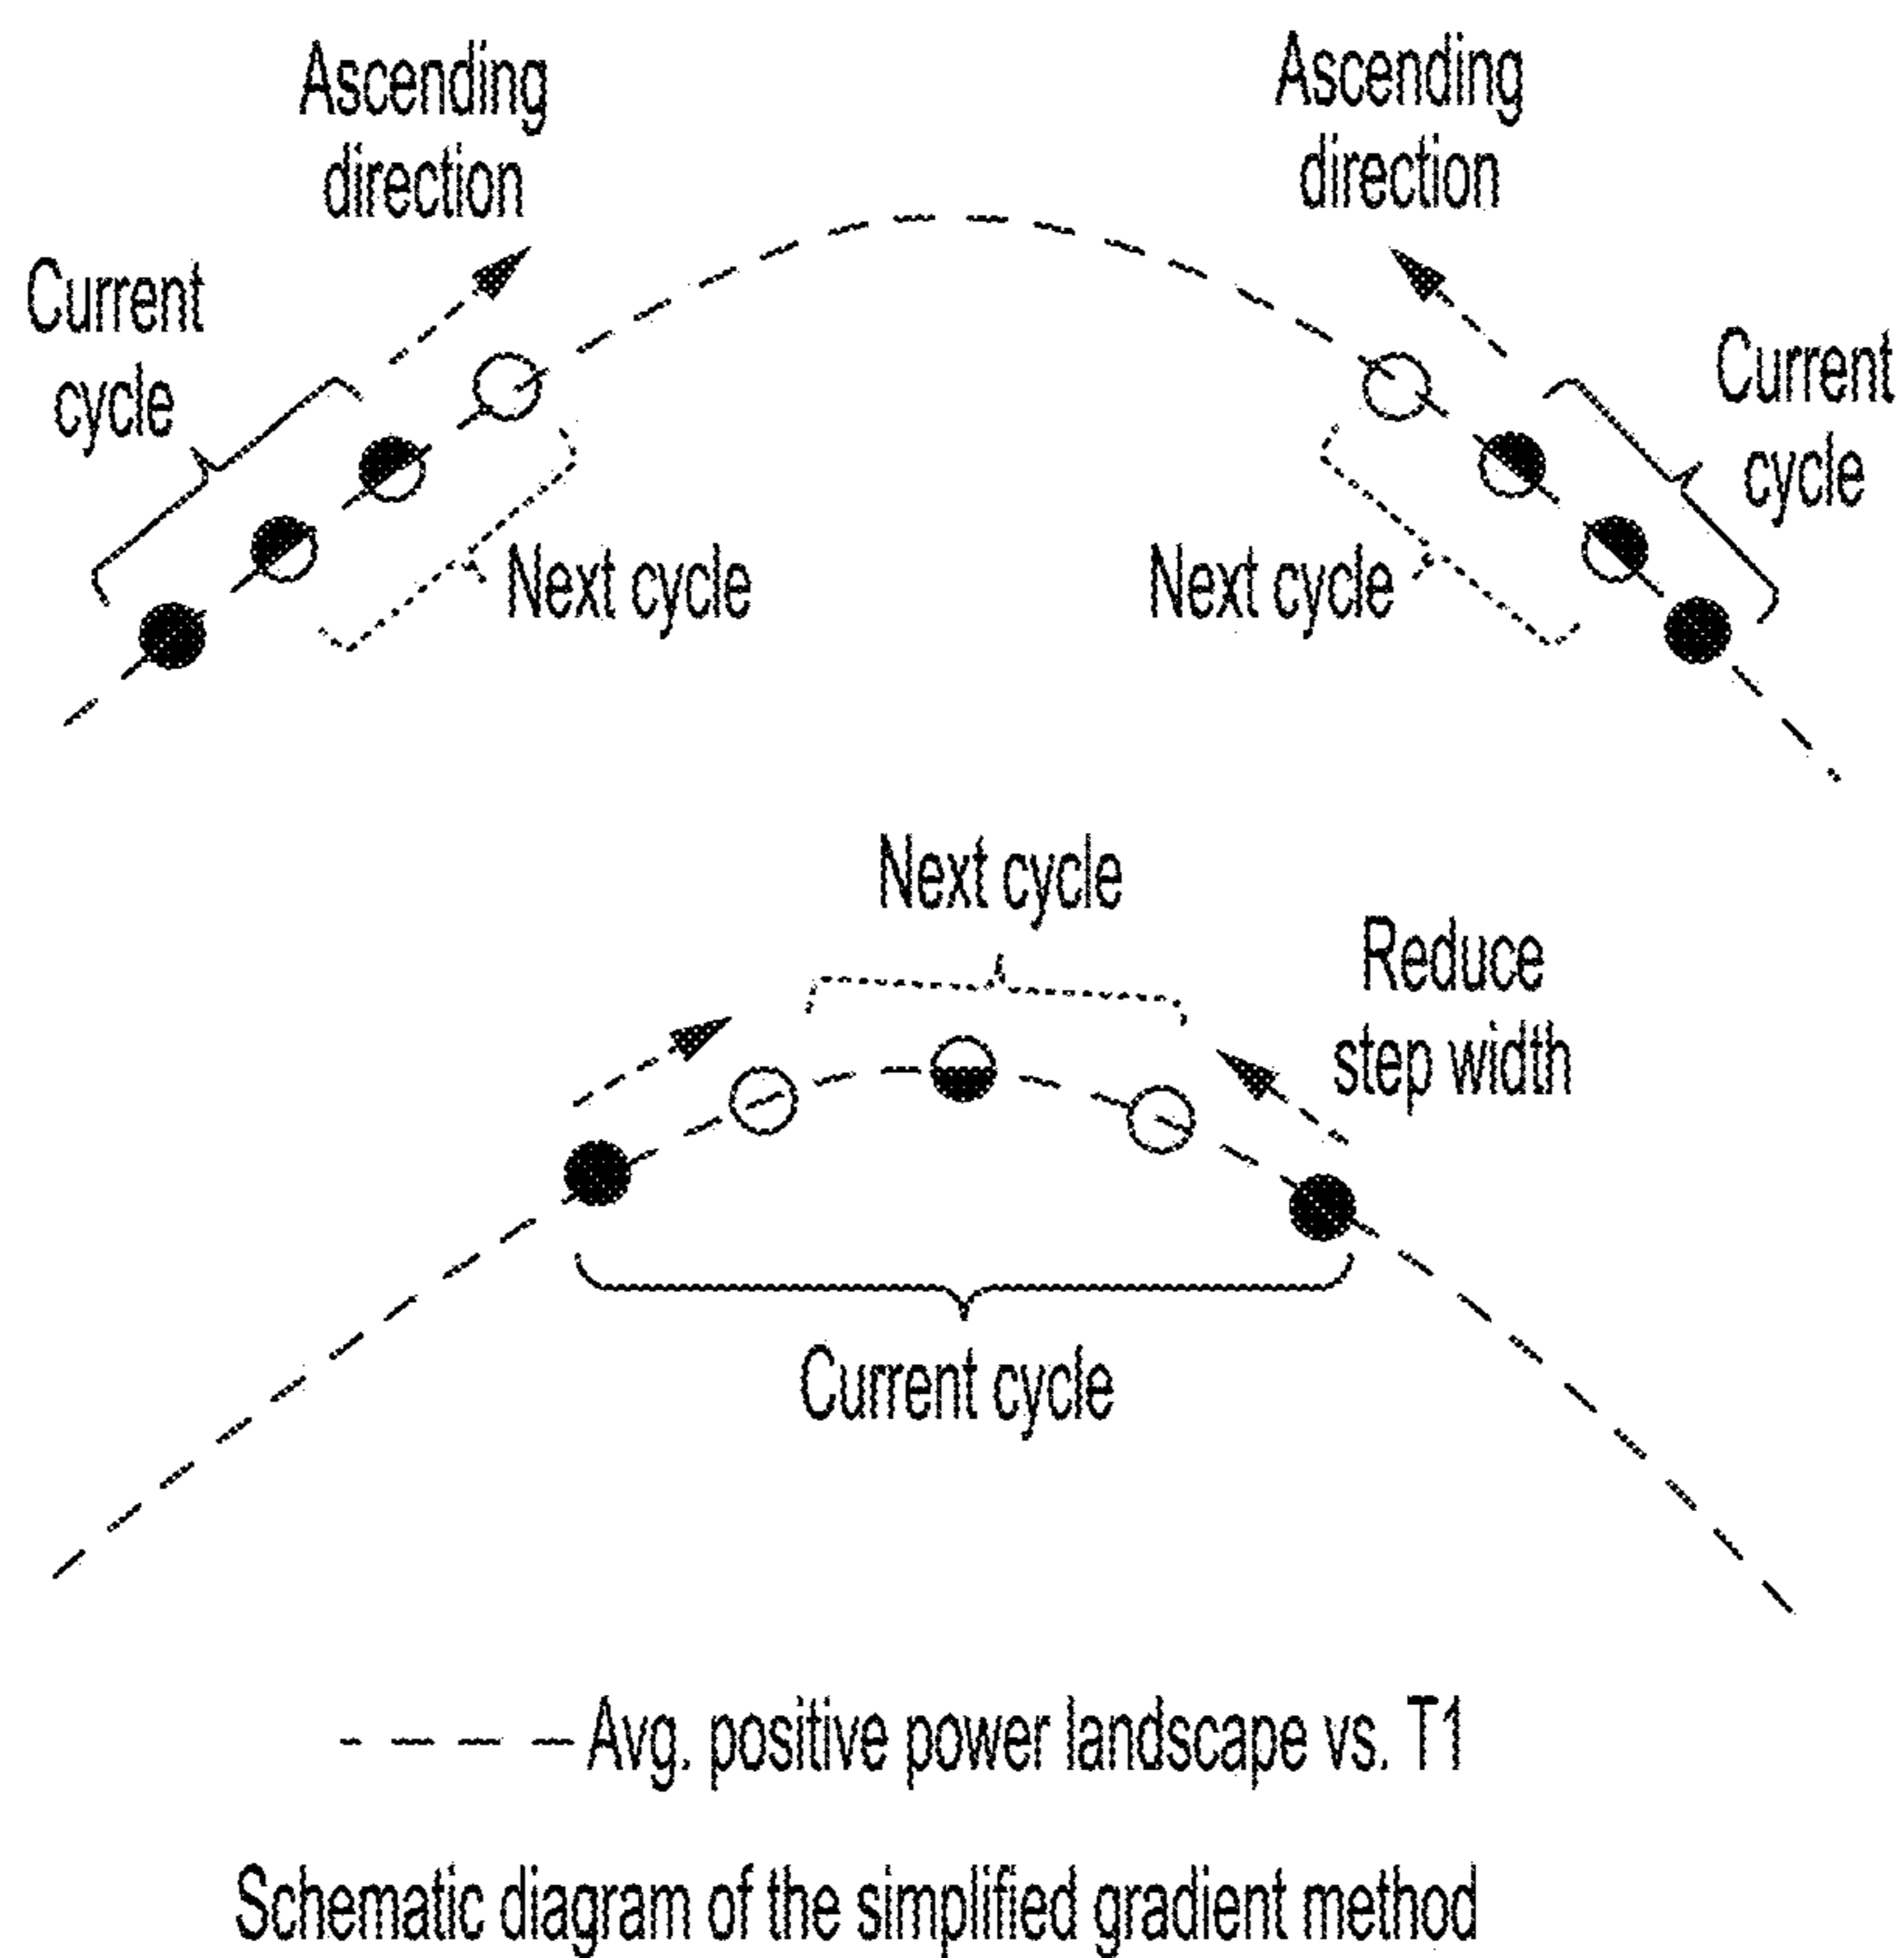 Ascending
direction
Ascending
direction
Current
cycle
Current
cycle
Next cycle
Next cycle
Next cycle
Reduce
step width
Current cycle
Avg. positive power landscape vs. T1
Schematic diagram of the simplified gradient method